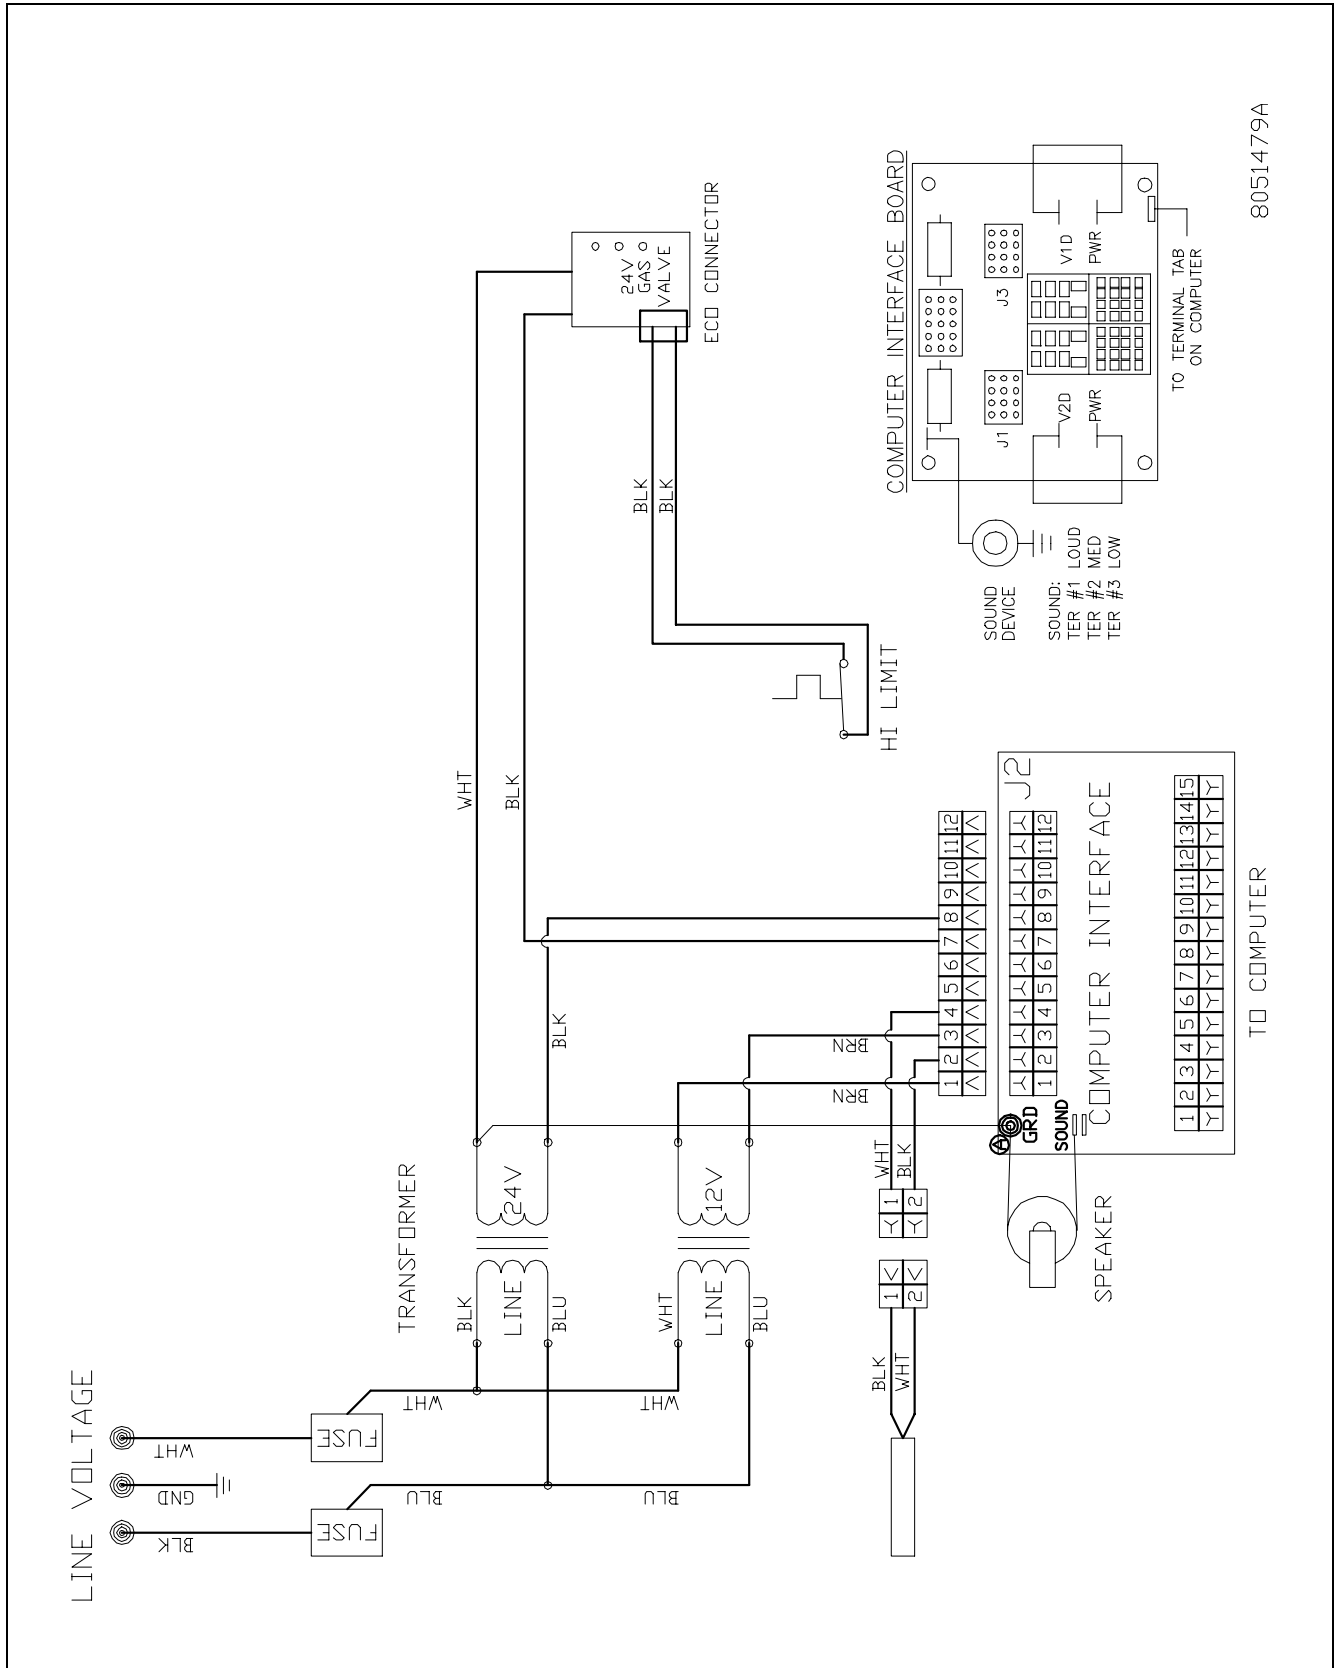 LINE VOLTAGE
BLK
GND
WHT
FUSE
FUSE
BLU
BLU
WHT
WHT
TRANSFORMER
BLK
LINE
BLU
24V
WHT
LINE
BLU
12V
WHT
BLK
BLK
BRN
BRN
24V
GAS
VALVE
ECO CONNECTOR
BLK
BLK
HI LIMIT
BLK
WHT
1
2
1
2
WHT
BLK
SPEAKER
1 2 3 4 5 6 7 8 9 10 11 12
1 2 3 4 5 6 7 8 9 10 11 12
J2
A
GRD
SOUND
COMPUTER INTERFACE
1 2 3 4 5 6 7 8 9 10 11 12 13 14 15
TO COMPUTER
COMPUTER INTERFACE BOARD
J1
J3
V2D
PWR
V1D
PWR
SOUND
DEVICE
SOUND:
TER #1 LOUD
TER #2 MED
TER #3 LOW
TO TERMINAL TAB
ON COMPUTER
8051479A